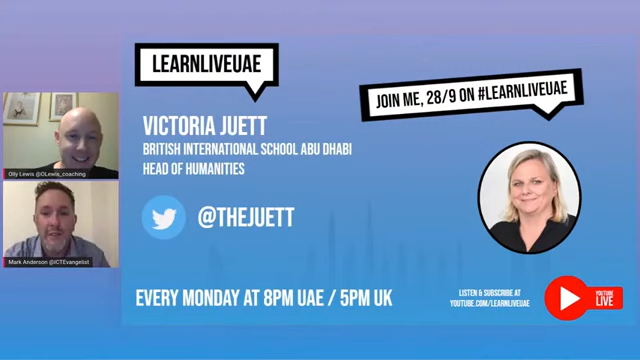 LEARNLIVEUAE
JOIN ME, 28/9 ON #LEARNLIVEUAE
VICTORIA JUETT
BRITISH INTERNATIONAL SCHOOL ABU DHABI
HEAD OF HUMANITIES
@THEJUETT
Olly Lewis @OLewis_coaching
Mark Anderson @ICTEvangelist
EVERY MONDAY AT 8PM UAE / 5PM UK
LISTEN & SUBSCRIBE AT
YOUTUBE.COM/LEARNLIVEUAE
YOUTUBE
LIVE